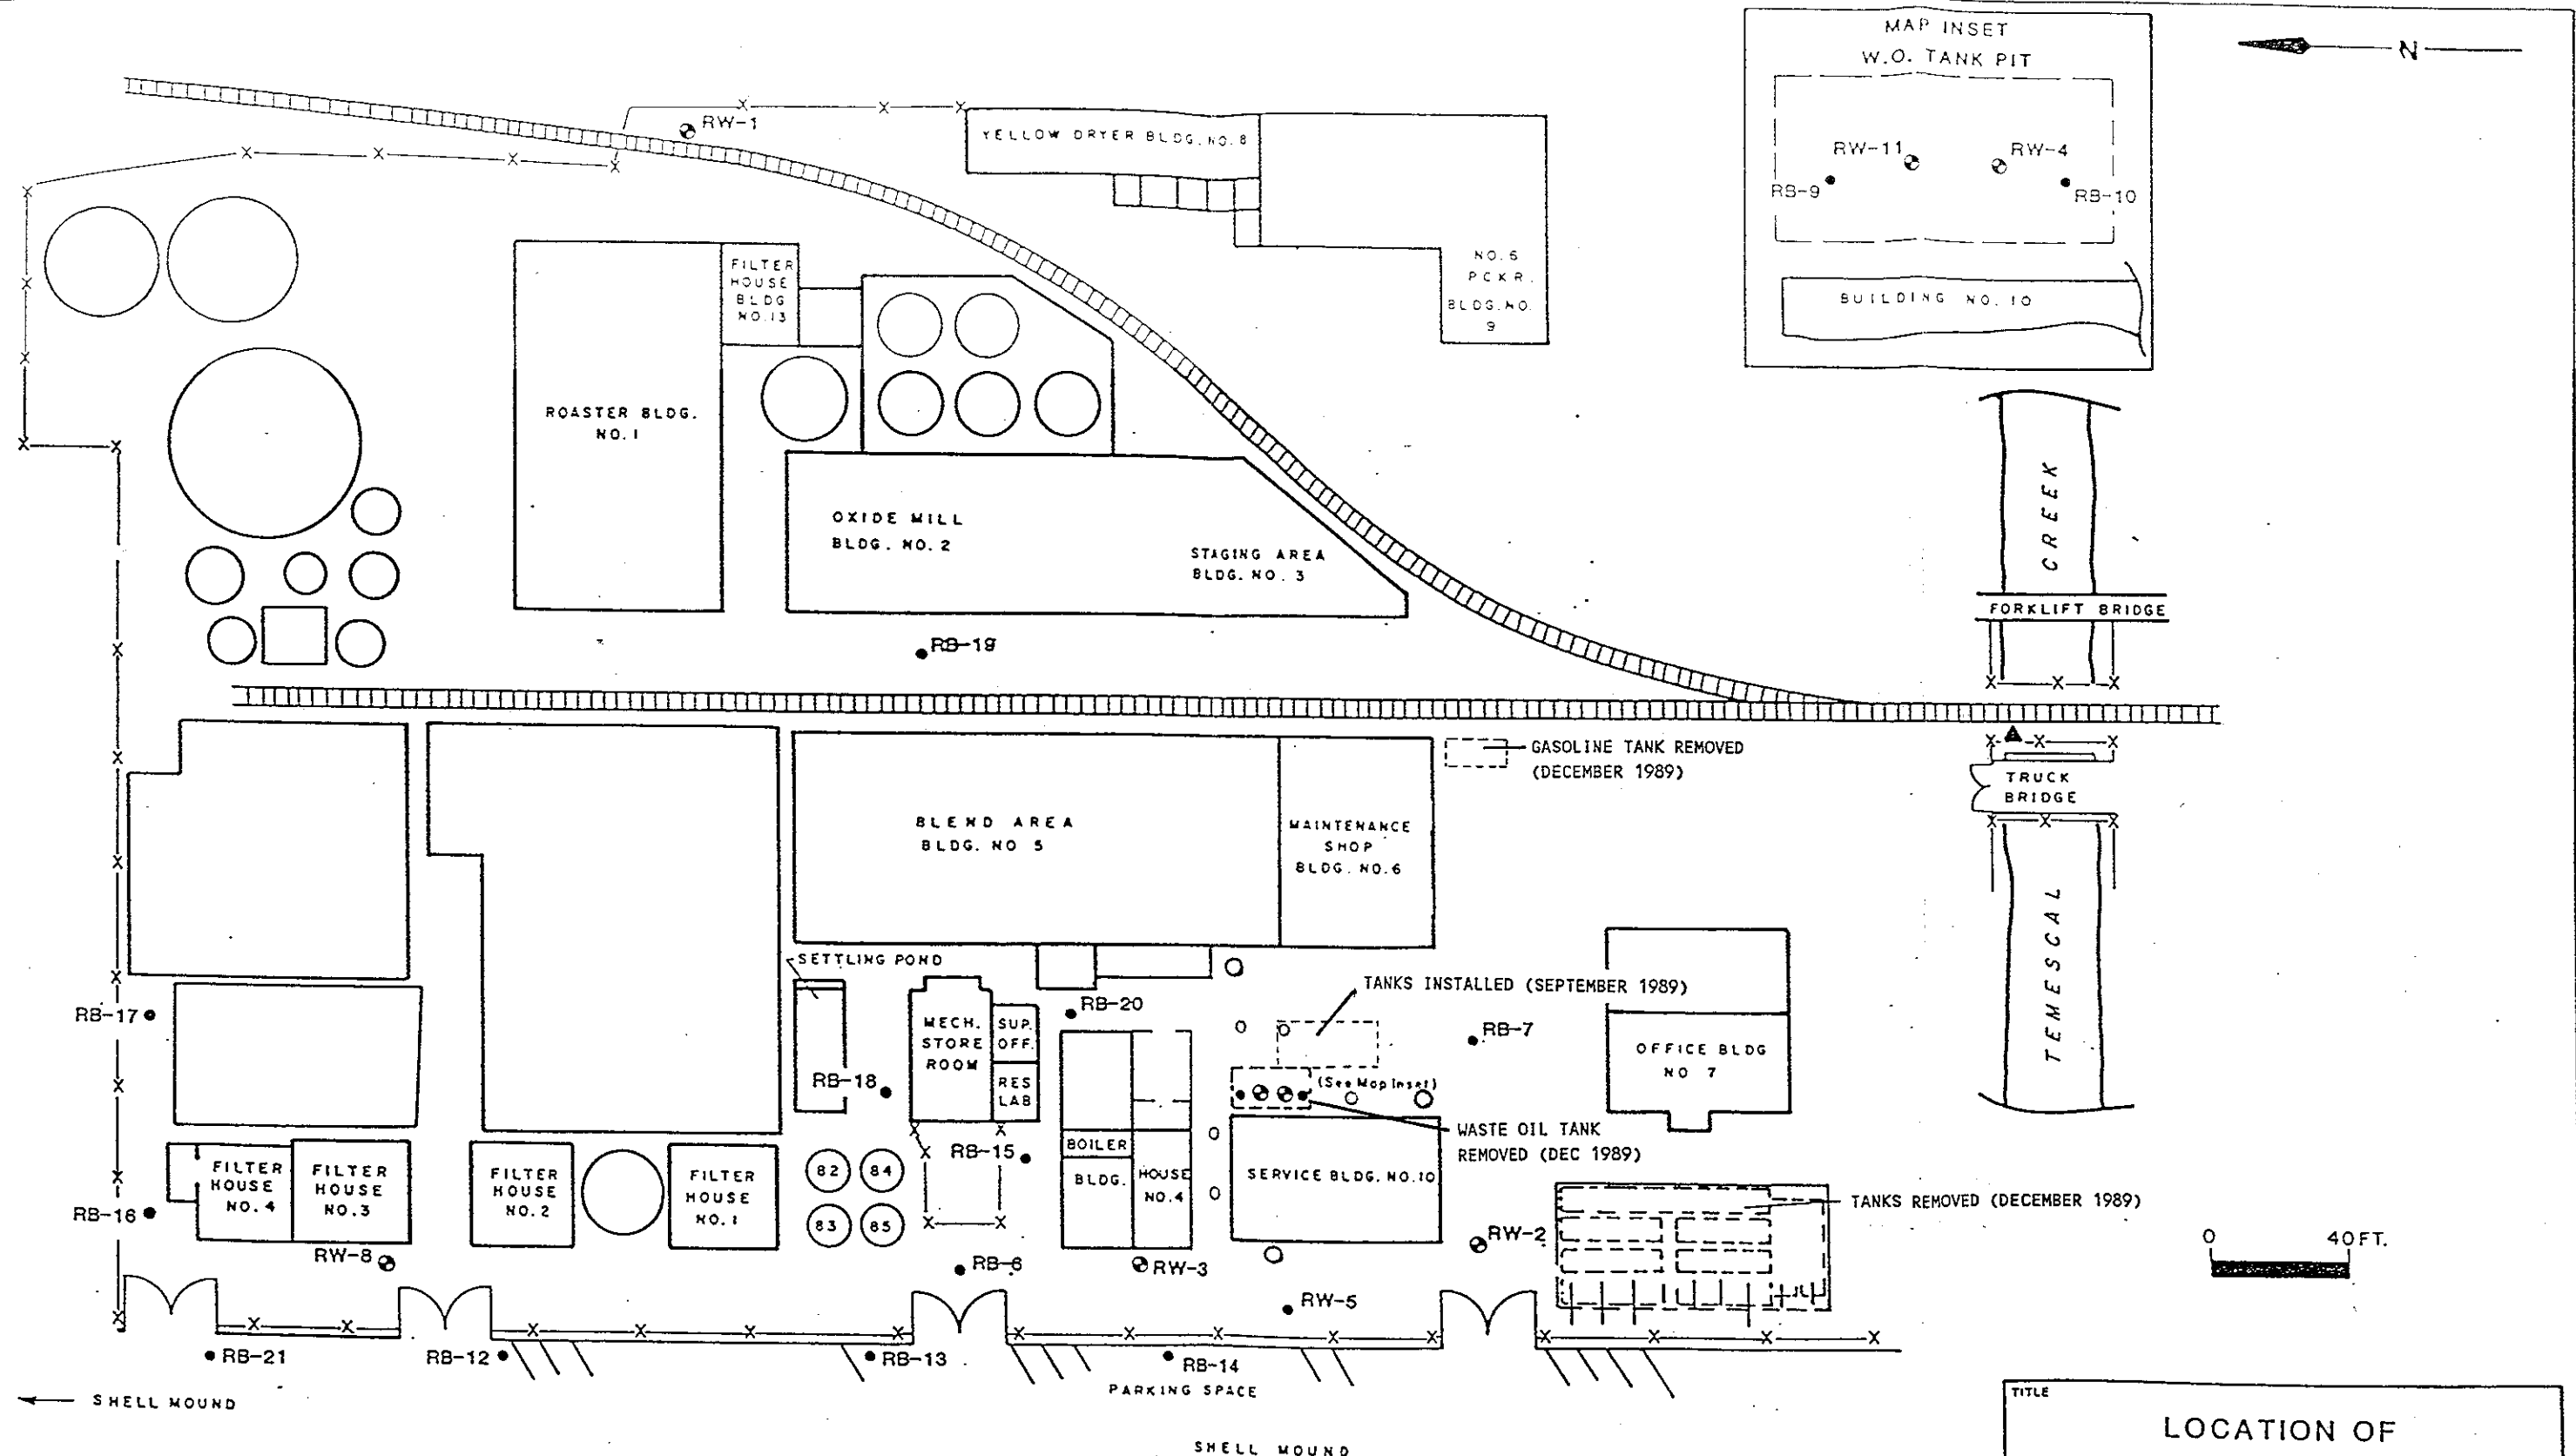 MAP INSET
W.O. TANK PIT
N
RW-1
YELLOW DRYER BLDG. NO. 8
RW-11
RW-4
RB-9
RB-10
BUILDING NO. 10
FILTER
HOUSE
BLDG
NO.13
NO. 6
PCKR.
BLDG. NO.
9
ROASTER BLDG.
NO. 1
OXIDE MILL
BLDG. NO. 2
STAGING AREA
BLDG. NO. 3
CREEK
FORKLIFT BRIDGE
RB-19
GASOLINE TANK REMOVED
(DECEMBER 1989)
TRUCK
BRIDGE
BLEND AREA
BLDG. NO 5
MAINTENANCE
SHOP
BLDG. NO.6
TEMESCAL
SETTLING POND
TANKS INSTALLED (SEPTEMBER 1989)
RB-17
RB-20
MECH.
STORE
ROOM
SUP.
OFF.
RES
LAB
RB-7
OFFICE BLDG
NO 7
RB-18
(See Map Inset)
WASTE OIL TANK
REMOVED (DEC 1989)
RB-15
BOILER
BLDG.
HOUSE
NO.4
SERVICE BLDG. NO.10
FILTER
HOUSE
NO.4
FILTER
HOUSE
NO.3
FILTER
HOUSE
NO.2
FILTER
HOUSE
NO.1
82
84
83
85
TANKS REMOVED (DECEMBER 1989)
RB-16
RW-8
RB-6
RW-3
RW-2
RW-5
0 40 FT.
RB-21
RB-12
RB-13
RB-14
PARKING SPACE
SHELL MOUND
SHELL MOUND
TITLE
LOCATION OF